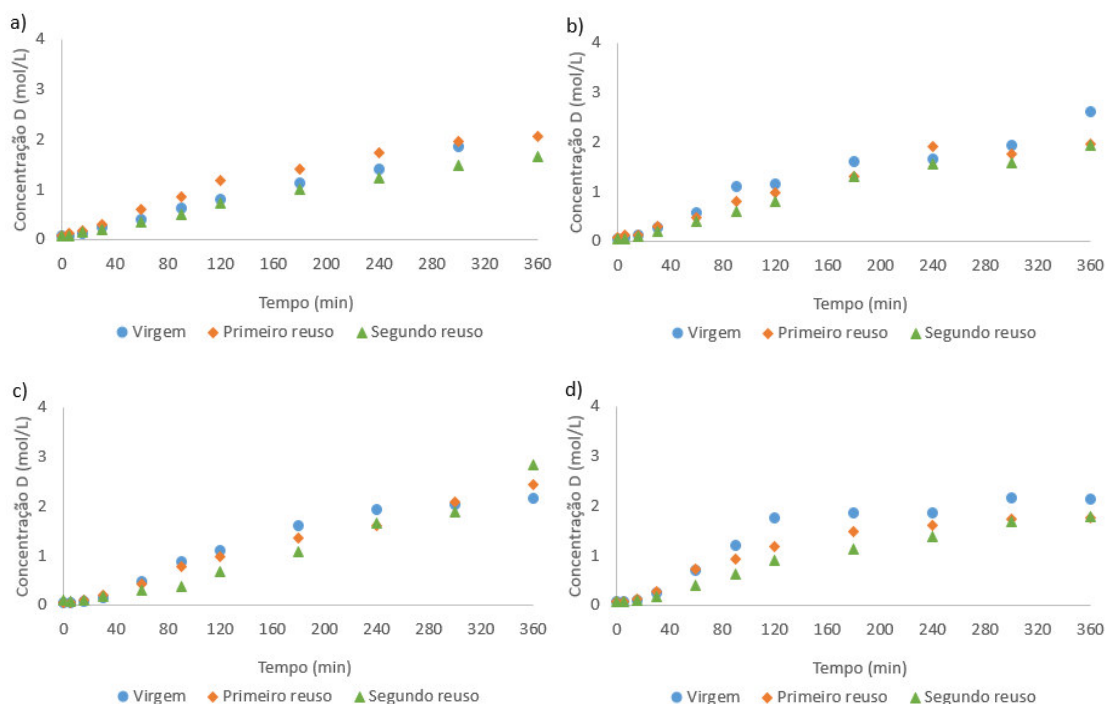 a)
Concentração D (mol/L)
4
3
2
1
0
0 40 80 120 160 200 240 280 320 360
Tempo (min)
Virgem Primeiro reuso Segundo reuso
b)
Concentração D (mol/L)
4
3
2
1
0
0 40 80 120 160 200 240 280 320 360
Tempo (min)
Virgem Primeiro reuso Segundo reuso
c)
Concentração D (mol/L)
4
3
2
1
0
0 40 80 120 160 200 240 280 320 360
Tempo (min)
Virgem Primeiro reuso Segundo reuso
d)
Concentração D (mol/L)
4
3
2
1
0
0 40 80 120 160 200 240 280 320 360
Tempo (min)
Virgem Primeiro reuso Segundo reuso